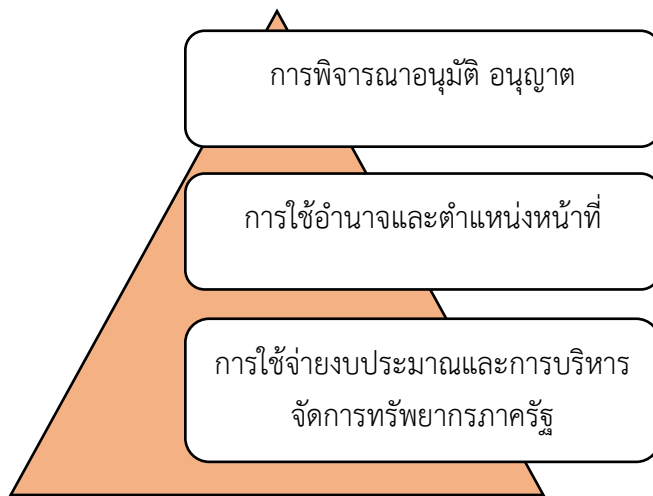 การพิจารณาอนุมัติ อนุญาต
การใช้อำนาจและตำแหน่งหน้าที่
การใช้จ่ายงบประมาณและการบริหาร
จัดการทรัพยากรภาครัฐ